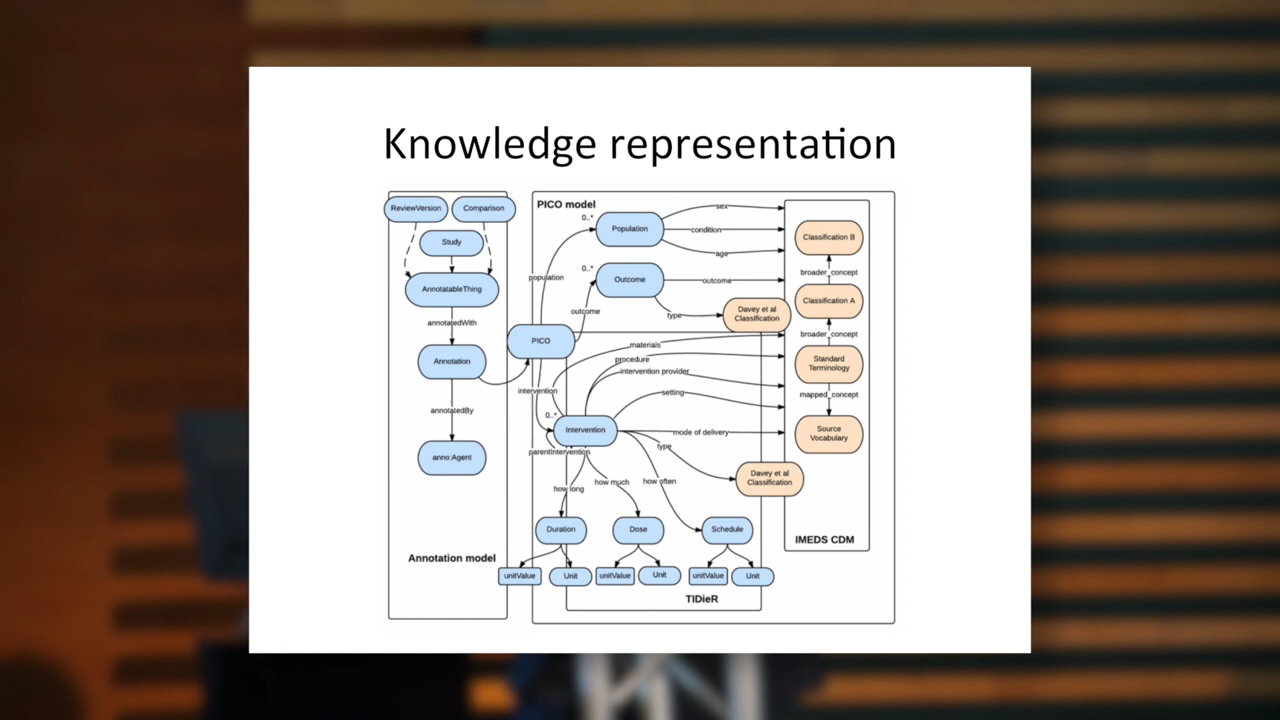 Knowledge representation
ReviewVersion
Comparison
Study
AnnotatableThing
annotatedWith
Annotation
annotatedBy
anno:Agent
Annotation model
PICO model
0..*
Population
sex
condition
age
population
0..*
Outcome
outcome
outcome
type
Davey et al
Classification
PICO
materials
procedure
intervention provider
intervention
setting
0..*
Intervention
mode of delivery
type
parentIntervention
Davey et al
Classification
how long
how much
how often
Duration
Dose
Schedule
unitValue
Unit
unitValue
Unit
unitValue
Unit
TIDieR
Classification B
broader_concept
Classification A
broader_concept
Standard
Terminology
mapped_concept
Source
Vocabulary
IMEDS CDM